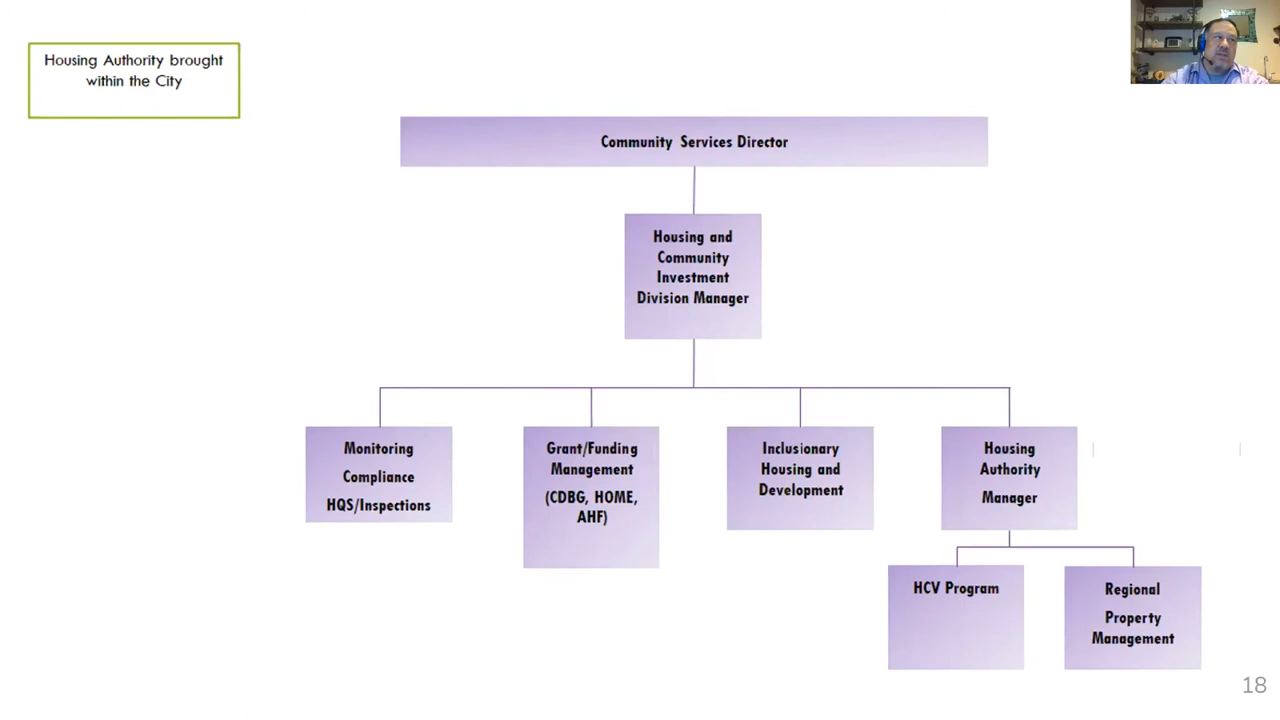 Housing Authority brought
within the City
Community Services Director
Housing and
Community
Investment
Division Manager
Monitoring
Compliance
HQS/Inspections
Grant/Funding
Management
(CDBG, HOME,
AHF)
Inclusionary
Housing and
Development
Housing
Authority
Manager
HCV Program
Regional
Property
Management
18